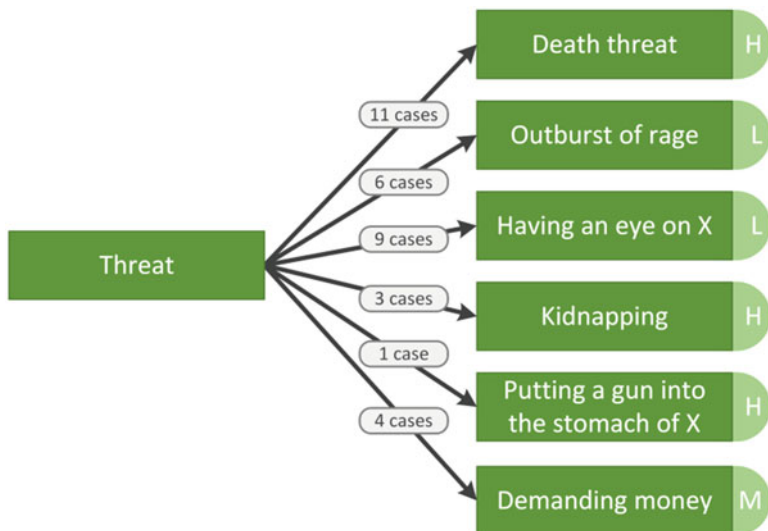 Death threat H
11 cases
Outburst of rage L
6 cases
Having an eye on X L
9 cases
Threat
3 cases
Kidnapping H
1 case
Putting a gun into
the stomach of X H
4 cases
Demanding money M